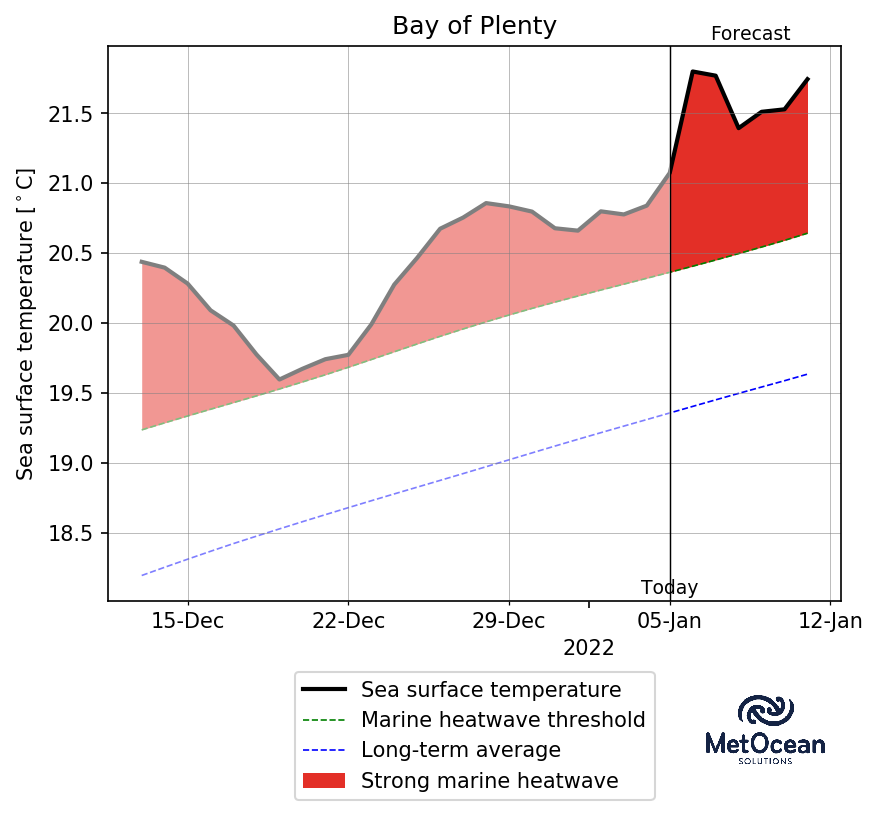 Bay of Plenty
Forecast
Sea surface temperature [°C]
21.5
21.0
20.5
20.0
19.5
19.0
18.5
Today
15-Dec 22-Dec 29-Dec 05-Jan 12-Jan
2022
Sea surface temperature
Marine heatwave threshold
Long-term average
Strong marine heatwave
MetOcean
SOLUTIONS